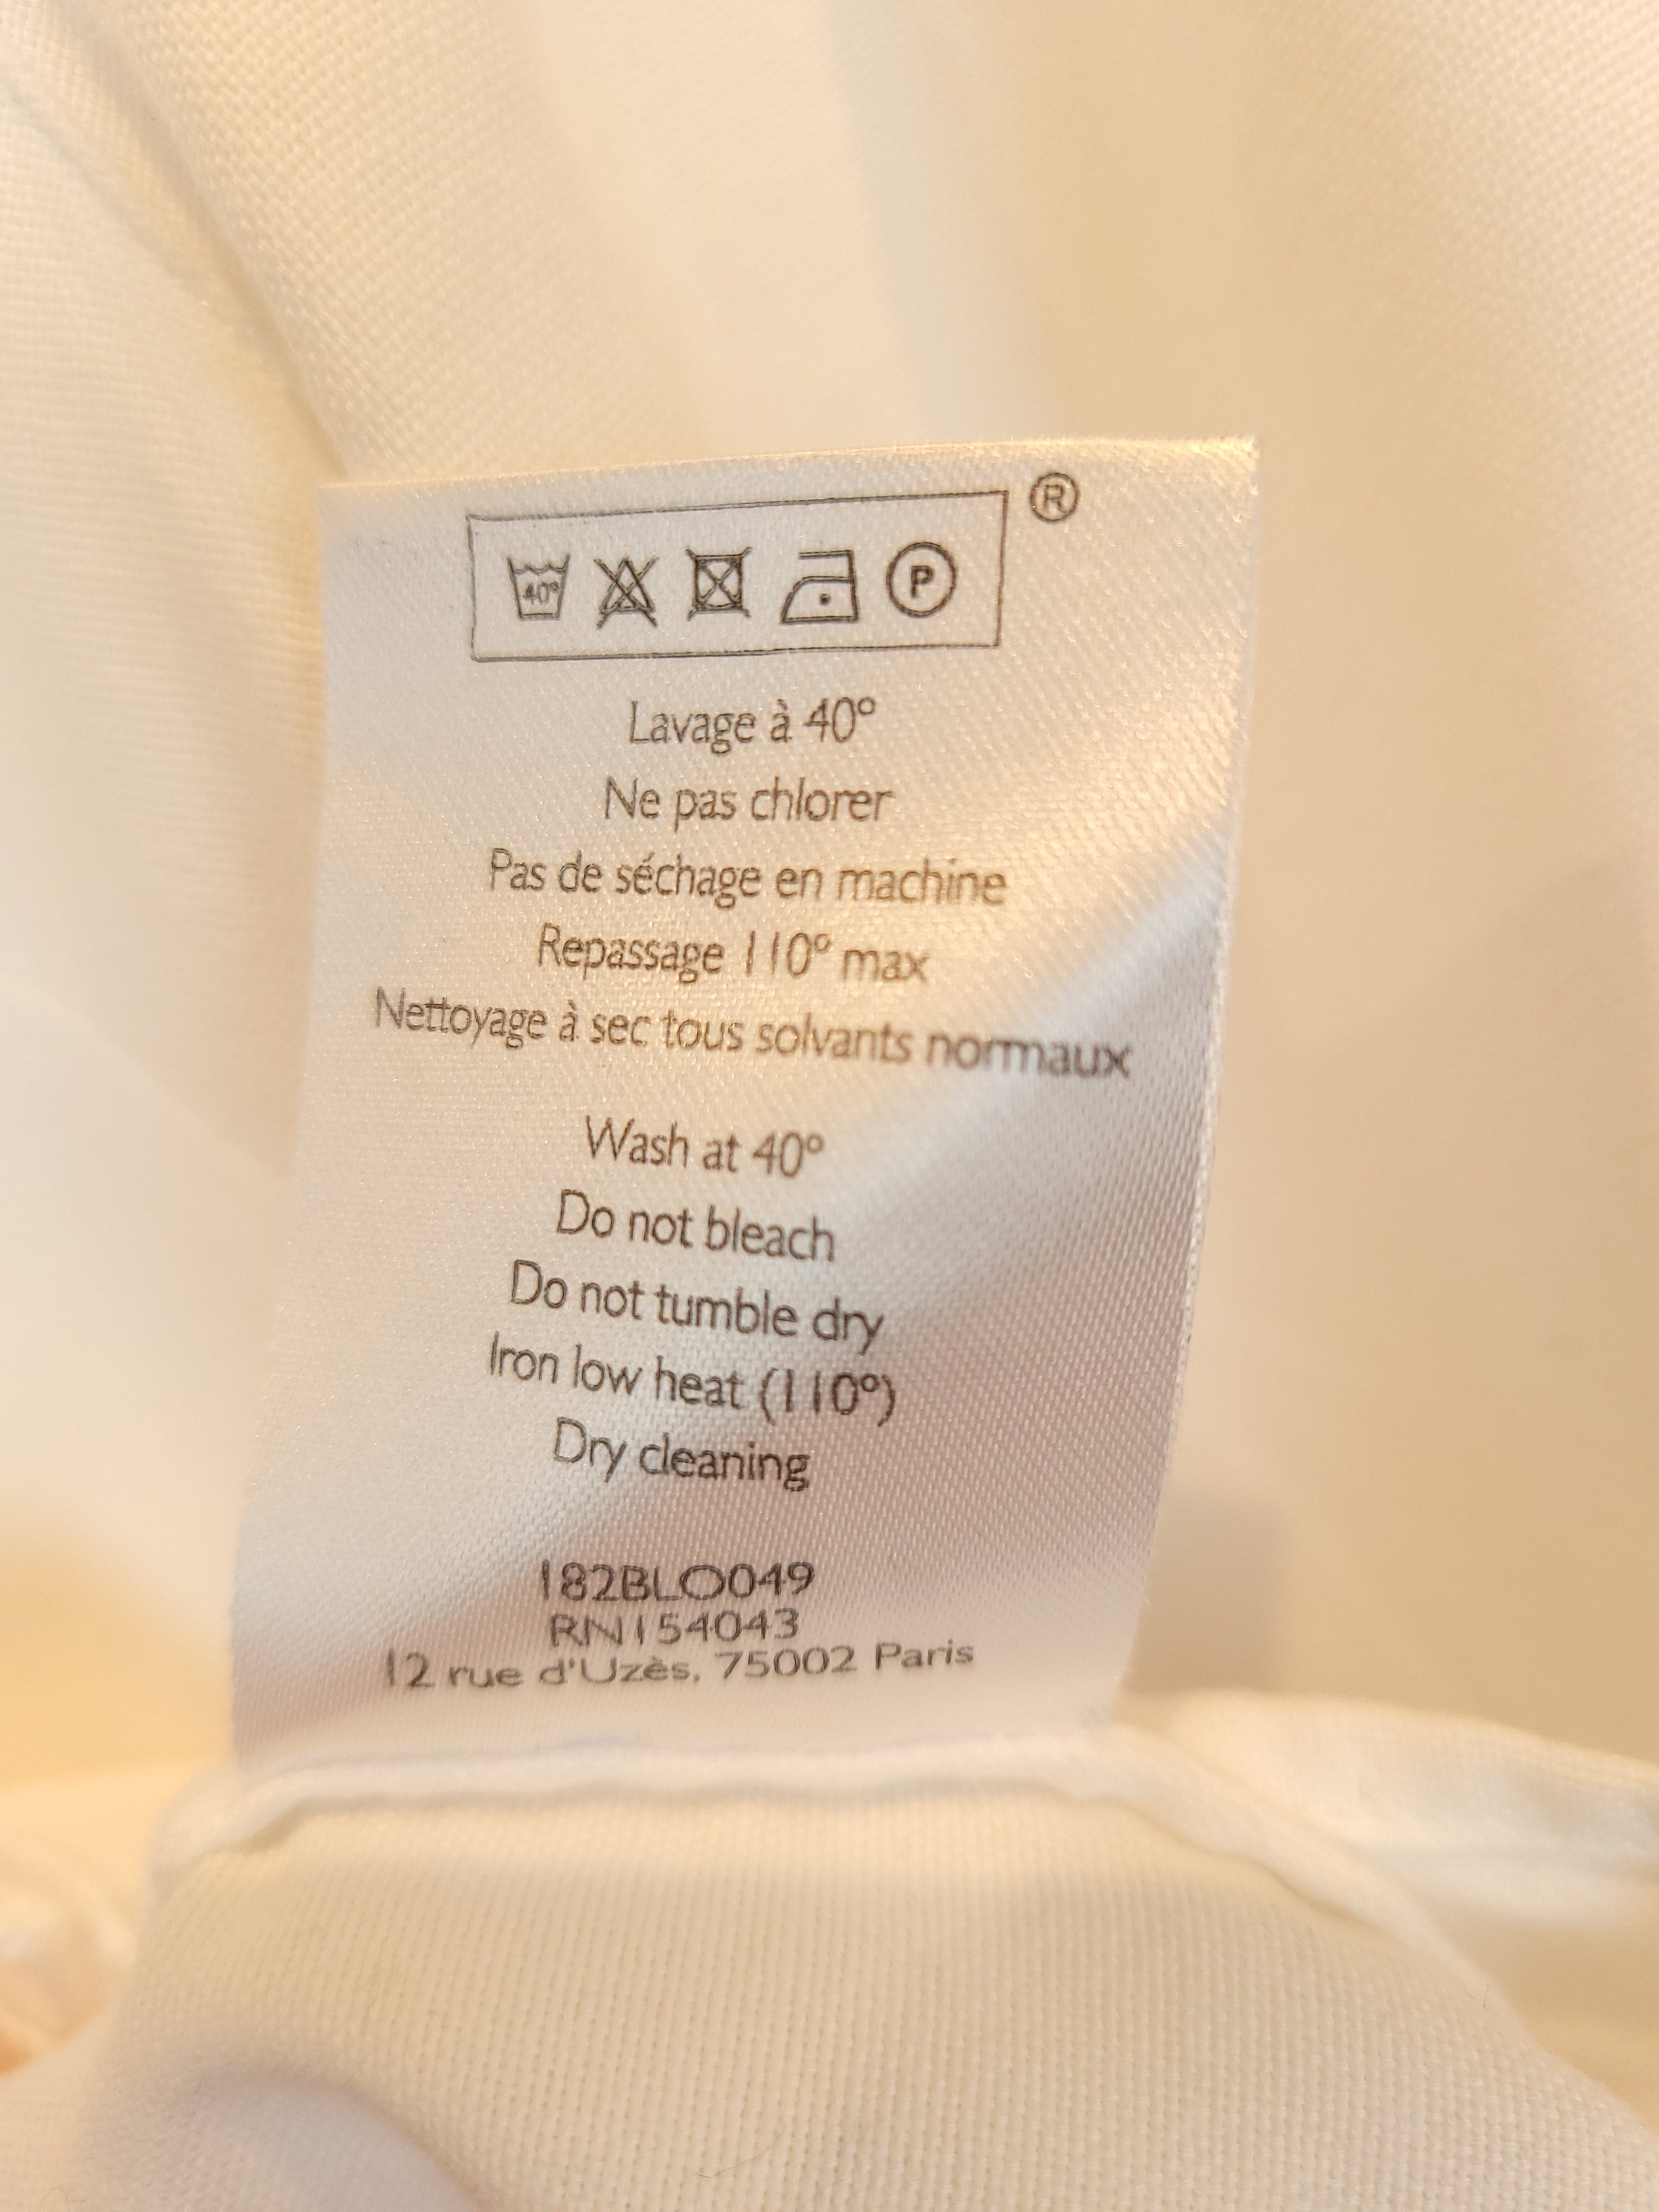 ®
40°
P
Lavage à 40°
Ne pas chlorer
Pas de séchage en machine
Repassage 110° max
Nettoyage à sec tous solvants normaux
Wash at 40°
Do not bleach
Do not tumble dry
Iron low heat (110°)
Dry cleaning
182BLO049
RN154043
12 rue d'Uzès, 75002 Paris